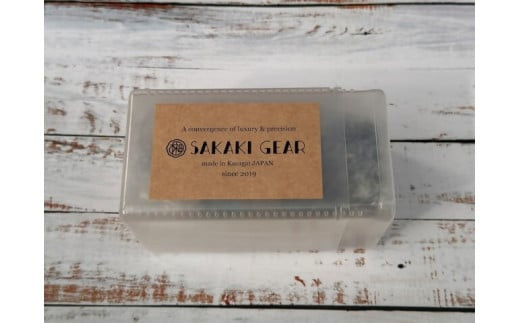 A convergence of luxury & precision
SAKAKI GEAR
made in Kasugai JAPAN
since 2019